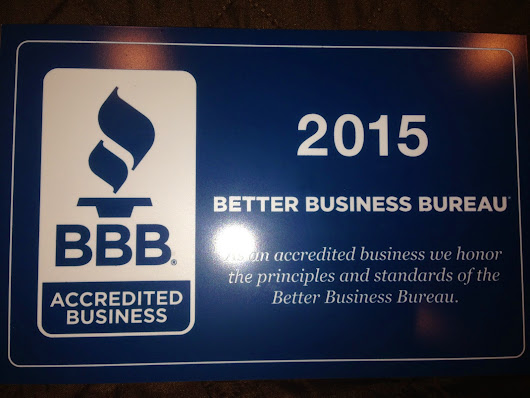 BBB®
ACCREDITED
BUSINESS
2015
BETTER BUSINESS BUREAU®
As an accredited business we honor
the principles and standards of the
Better Business Bureau.